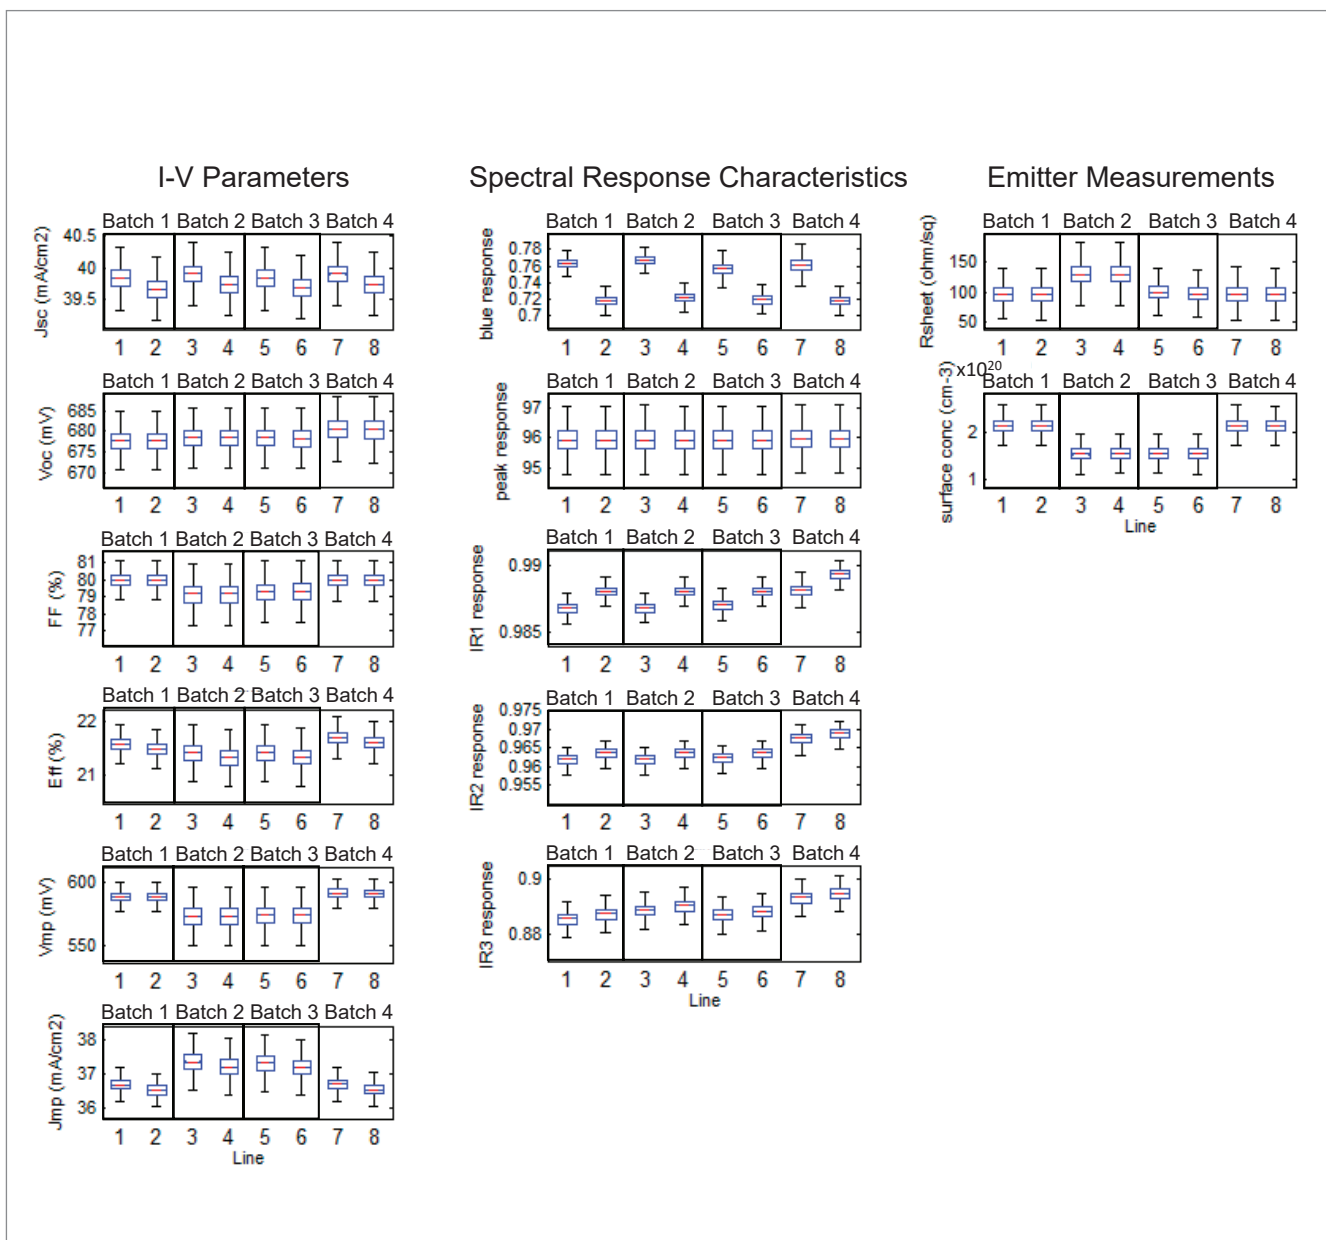 I-V Parameters
Batch 1 Batch 2 Batch 3 Batch 4
Jsc (mA/cm2)
40.5
40
39.5
1 2 3 4 5 6 7 8
Batch 1 Batch 2 Batch 3 Batch 4
Voc (mV)
685
680
675
670
1 2 3 4 5 6 7 8
Batch 1 Batch 2 Batch 3 Batch 4
FF (%)
81
80
79
78
77
1 2 3 4 5 6 7 8
Batch 1 Batch 2 Batch 3 Batch 4
Eff (%)
22
21
1 2 3 4 5 6 7 8
Batch 1 Batch 2 Batch 3 Batch 4
Vmp (mV)
600
550
1 2 3 4 5 6 7 8
Batch 1 Batch 2 Batch 3 Batch 4
Jmp (mA/cm2)
38
37
36
1 2 3 4 5 6 7 8
Line
Spectral Response Characteristics
Batch 1 Batch 2 Batch 3 Batch 4
blue response
0.78
0.76
0.74
0.72
0.7
1 2 3 4 5 6 7 8
Batch 1 Batch 2 Batch 3 Batch 4
peak response
97
96
95
1 2 3 4 5 6 7 8
Batch 1 Batch 2 Batch 3 Batch 4
IR1 response
0.99
0.985
1 2 3 4 5 6 7 8
Batch 1 Batch 2 Batch 3 Batch 4
IR2 response
0.975
0.97
0.965
0.96
0.955
1 2 3 4 5 6 7 8
Batch 1 Batch 2 Batch 3 Batch 4
IR3 response
0.9
0.88
1 2 3 4 5 6 7 8
Line
Emitter Measurements
Batch 1 Batch 2 Batch 3 Batch 4
Rsheet (ohm/sq)
150
100
50
1 2 3 4 5 6 7 8
x10²⁰
Batch 1 Batch 2 Batch 3 Batch 4
surface conc (cm-3)
2
1
1 2 3 4 5 6 7 8
Line